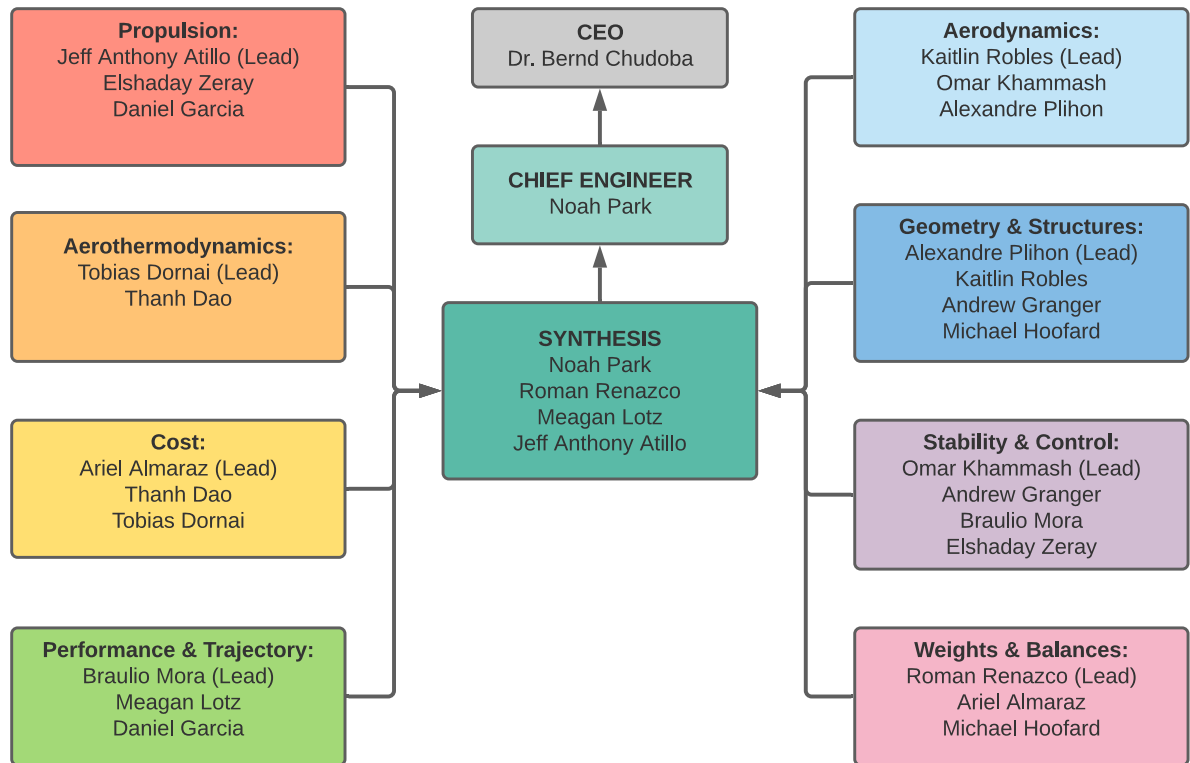 Propulsion:
Jeff Anthony Atillo (Lead)
Elshaday Zeray
Daniel Garcia
CEO
Dr. Bernd Chudoba
Aerodynamics:
Kaitlin Robles (Lead)
Omar Khammash
Alexandre Plihon
CHIEF ENGINEER
Noah Park
Aerothermodynamics:
Tobias Dornai (Lead)
Thanh Dao
Geometry & Structures:
Alexandre Plihon (Lead)
Kaitlin Robles
Andrew Granger
Michael Hoofard
SYNTHESIS
Noah Park
Roman Renazco
Meagan Lotz
Jeff Anthony Atillo
Cost:
Ariel Almaraz (Lead)
Thanh Dao
Tobias Dornai
Stability & Control:
Omar Khammash (Lead)
Andrew Granger
Braulio Mora
Elshaday Zeray
Performance & Trajectory:
Braulio Mora (Lead)
Meagan Lotz
Daniel Garcia
Weights & Balances:
Roman Renazco (Lead)
Ariel Almaraz
Michael Hoofard